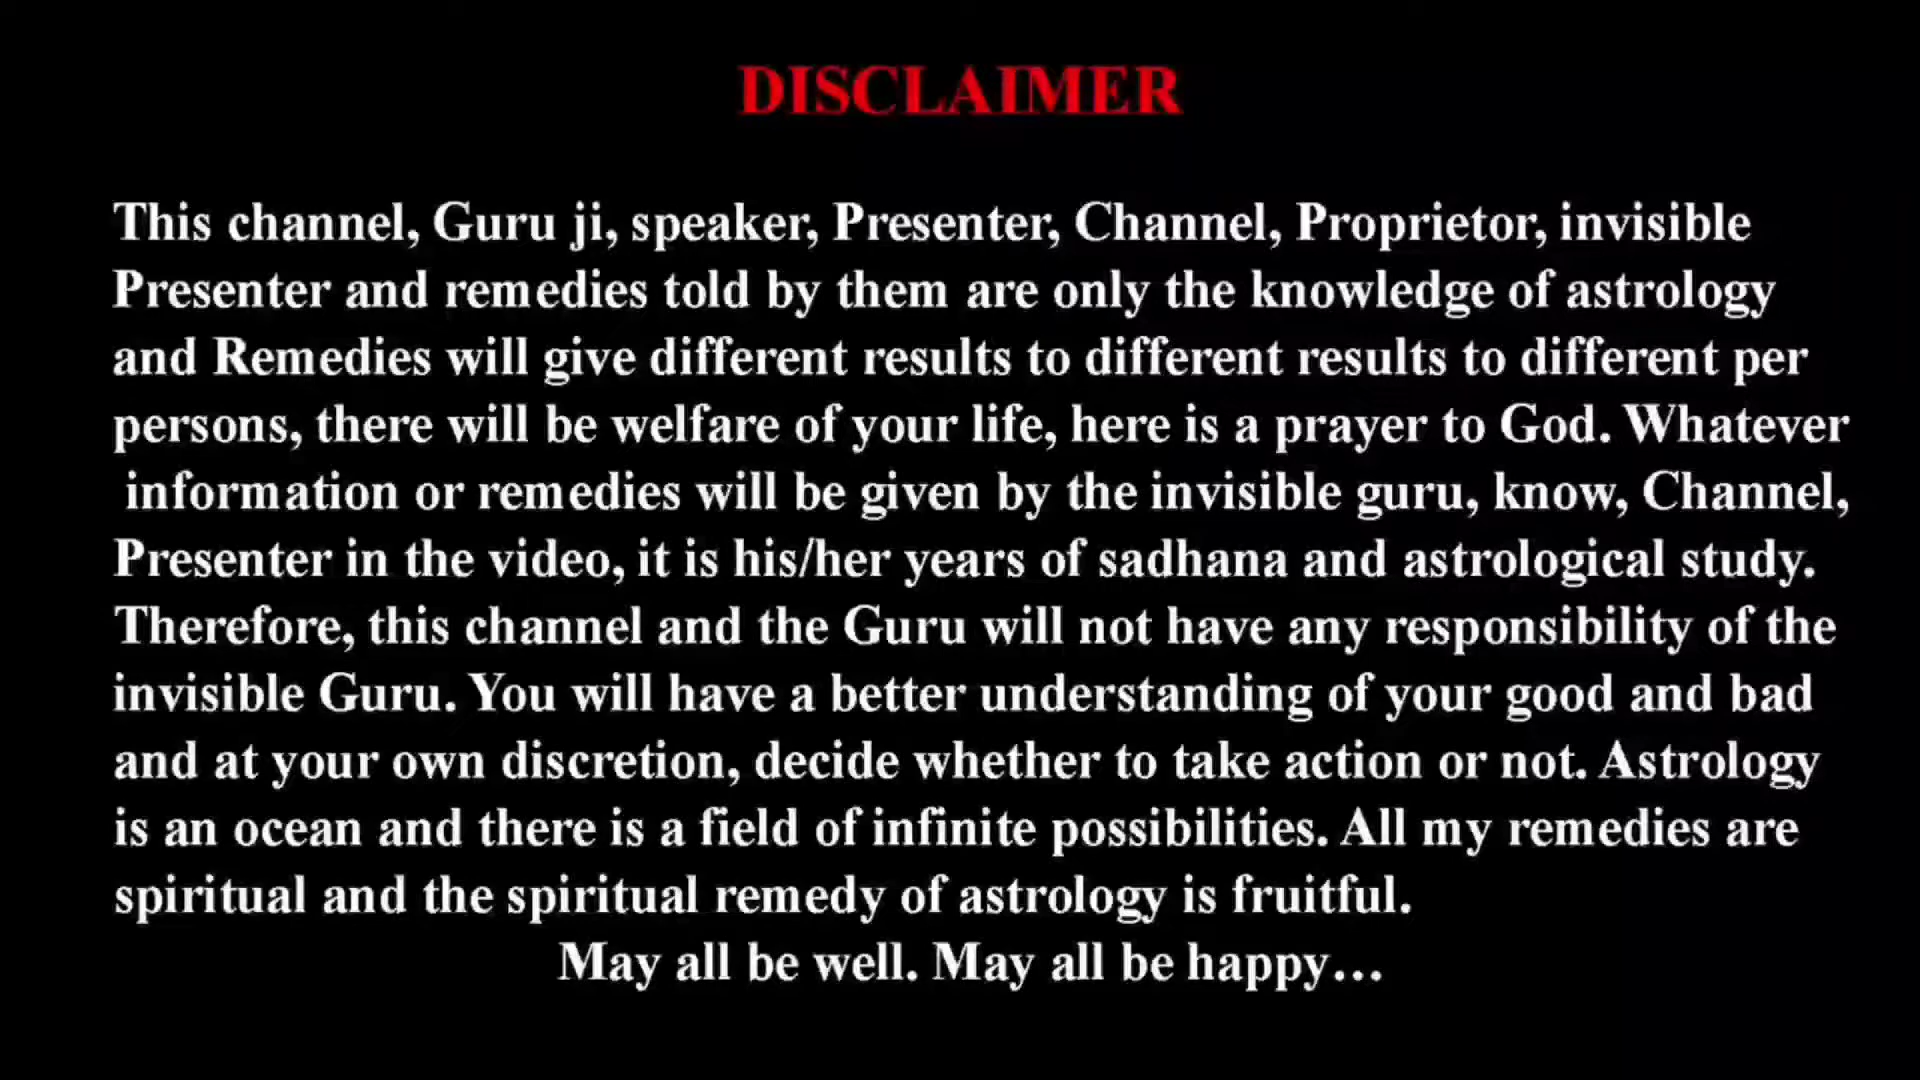 DISCLAIMER
This channel, Guru ji, speaker, Presenter, Channel, Proprietor, invisible
Presenter and remedies told by them are only the knowledge of astrology
and Remedies will give different results to different results to different per
persons, there will be welfare of your life, here is a prayer to God. Whatever
information or remedies will be given by the invisible guru, know, Channel,
Presenter in the video, it is his/her years of sadhana and astrological study.
Therefore, this channel and the Guru will not have any responsibility of the
invisible Guru. You will have a better understanding of your good and bad
and at your own discretion, decide whether to take action or not. Astrology
is an ocean and there is a field of infinite possibilities. All my remedies are
spiritual and the spiritual remedy of astrology is fruitful.
May all be well. May all be happy...